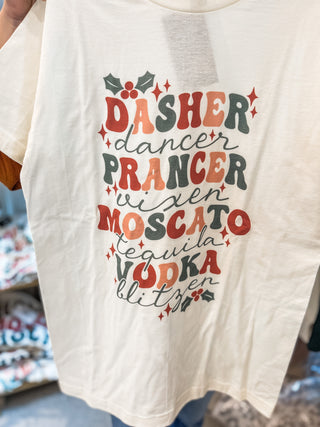 DASHER
dancer
PRANCER
vixen
MOSCATO
tequila
VODKA
blitzen